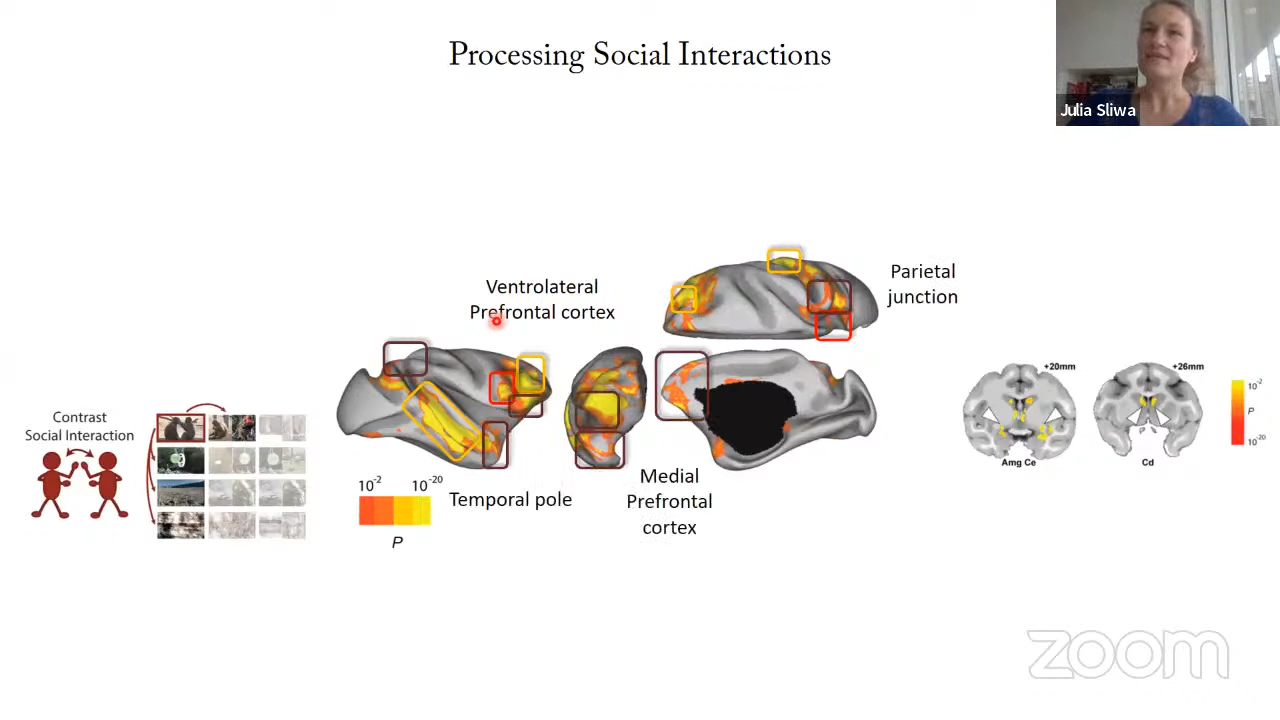 Processing Social Interactions
Julia Sliwa
Ventrolateral
Prefrontal cortex
Parietal
junction
Contrast
Social Interaction
10-2
10-20
P
Temporal pole
Medial
Prefrontal
cortex
+20mm
+26mm
Amg Ce
Cd
10-2
P
10-20
zoom